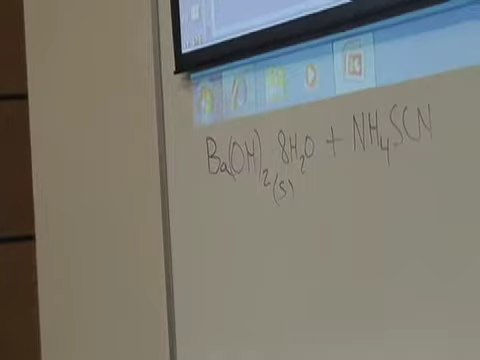 Ba(OH)₂ 8H₂O + NH₄SCN
(s)